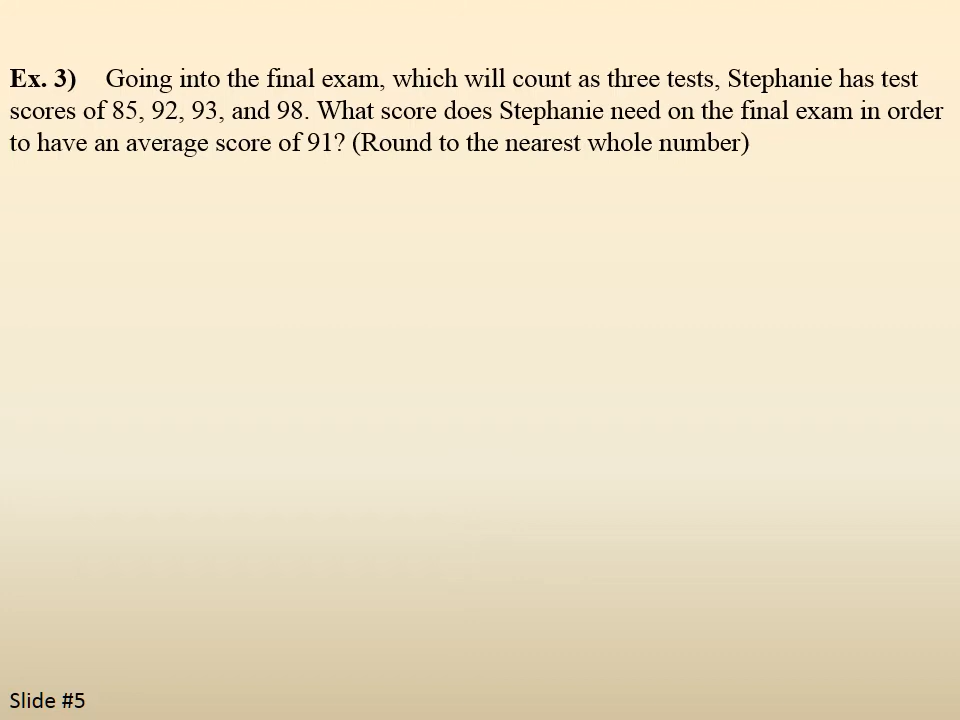 Ex. 3) Going into the final exam, which will count as three tests, Stephanie has test
scores of 85, 92, 93, and 98. What score does Stephanie need on the final exam in order
to have an average score of 91? (Round to the nearest whole number)
Slide #5